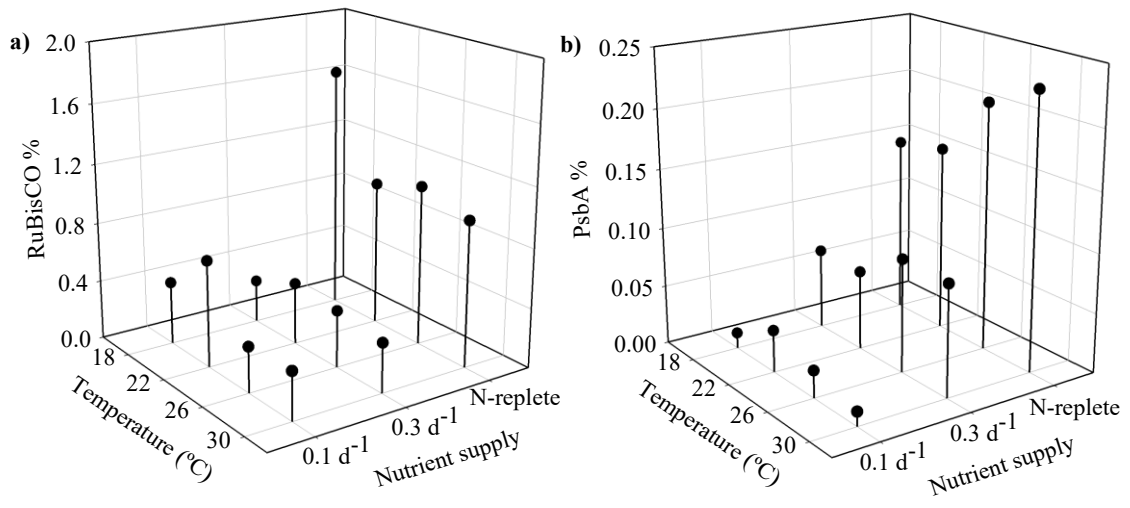 a)
2.0
1.6
1.2
0.8
0.4
0.0
RuBisCO %
18
22
26
30
Temperature (ºC)
0.1 d-1
0.3 d-1
N-replete
Nutrient supply
b)
0.25
0.20
0.15
0.10
0.05
0.00
PsbA %
18
22
26
30
Temperature (ºC)
0.1 d-1
0.3 d-1
N-replete
Nutrient supply